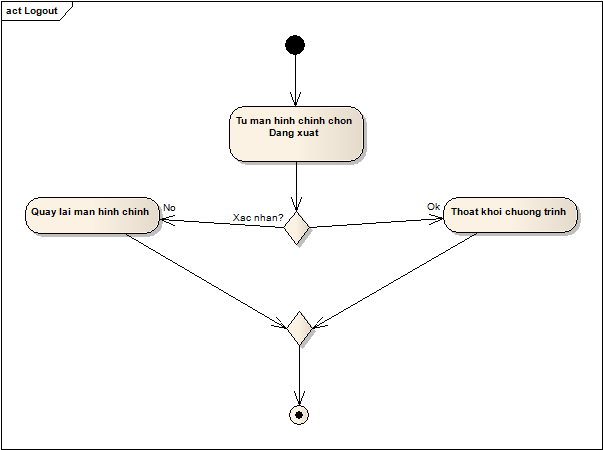 act Logout
Tu man hinh chinh chon
Dang xuat
Quay lai man hinh chinh
No
Xac nhan?
Ok
Thoat khoi chuong trinh